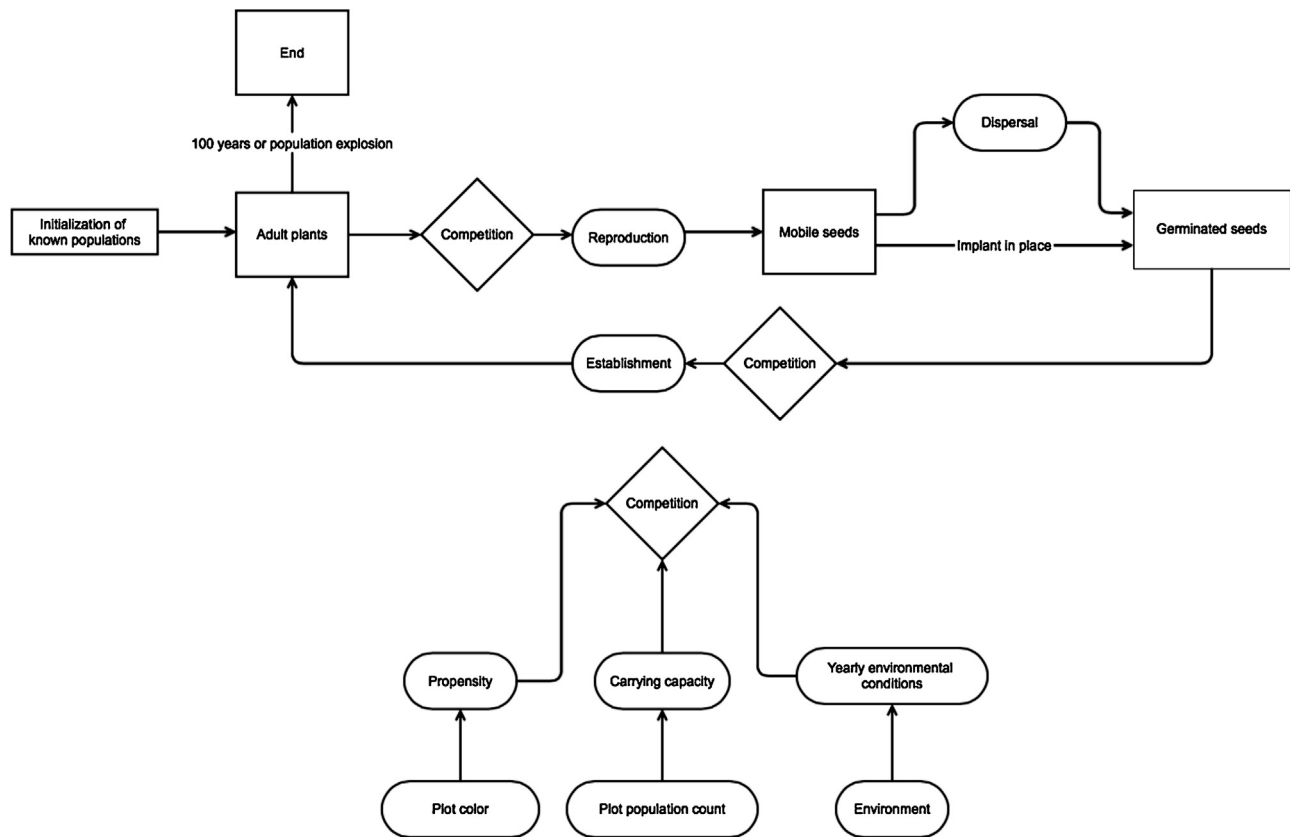 End
100 years or population explosion
Dispersal
Initialization of
known populations
Adult plants
Competition
Reproduction
Mobile seeds
Implant in place
Germinated seeds
Establishment
Competition
Competition
Propensity
Carrying capacity
Yearly environmental
conditions
Plot color
Plot population count
Environment